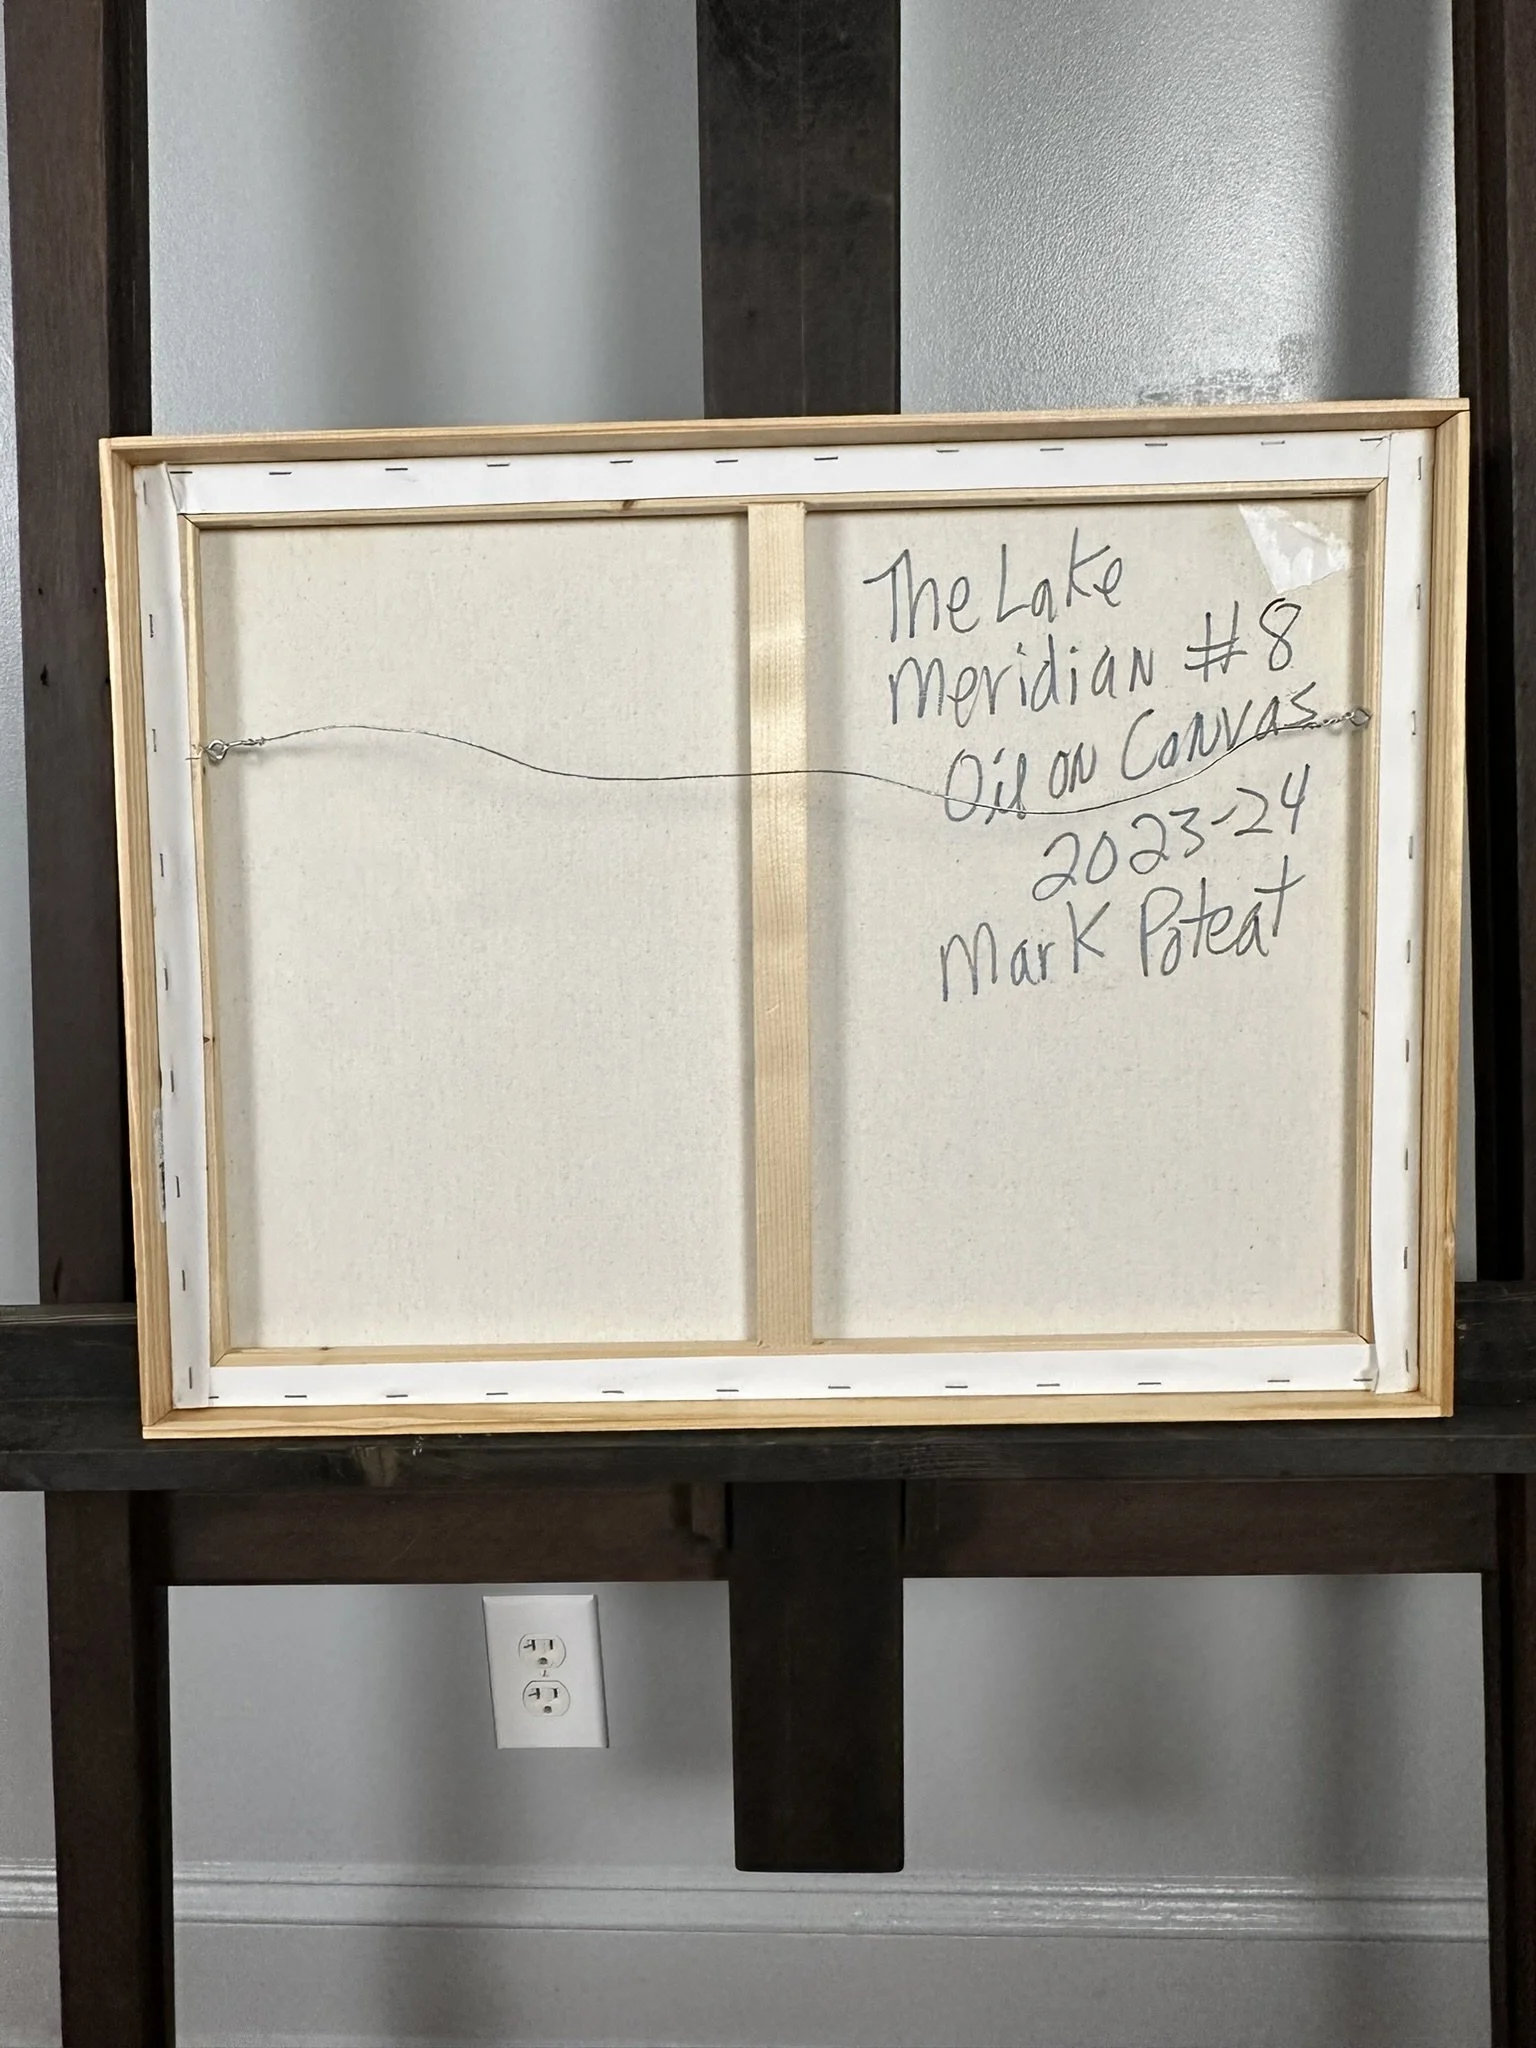 The Lake
Meridian #8
Oil on Canvas
2023-24
Mark Poteat